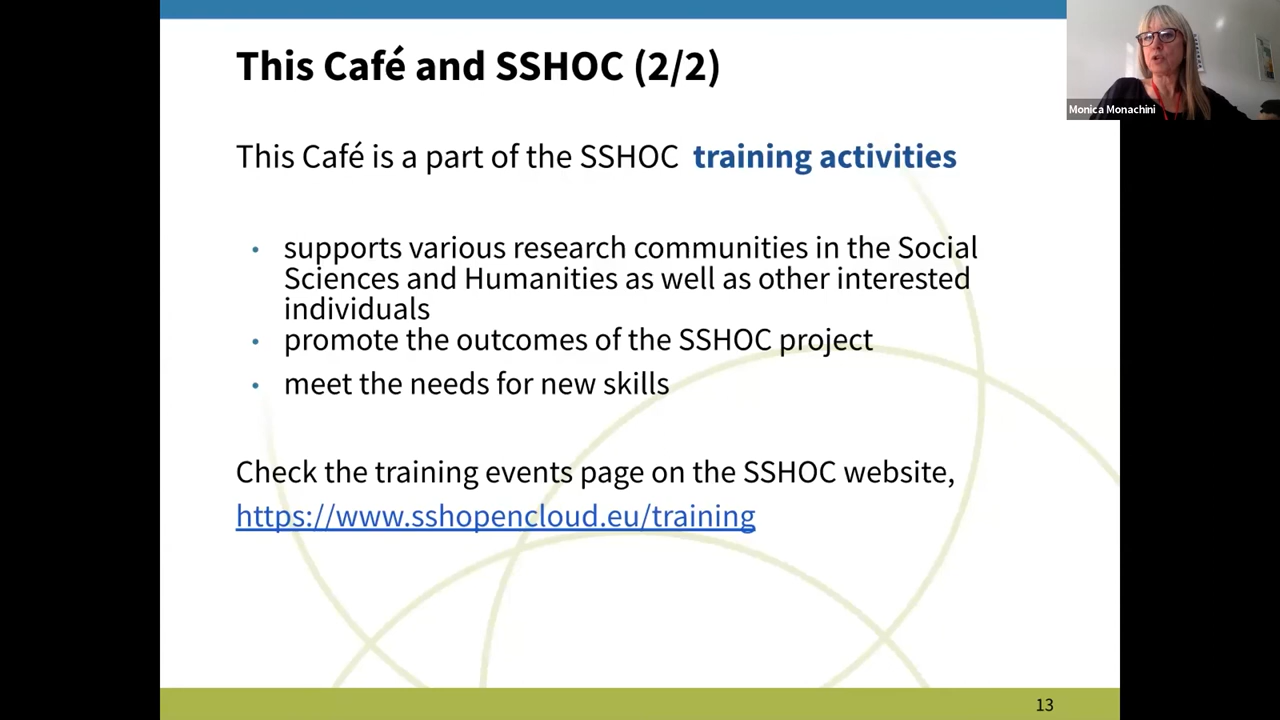 This Café and SSHOC (2/2)
Monica Monachini
This Café is a part of the SSHOC training activities
• supports various research communities in the Social
Sciences and Humanities as well as other interested
individuals
• promote the outcomes of the SSHOC project
• meet the needs for new skills
Check the training events page on the SSHOC website,
https://www.sshopencloud.eu/training
13